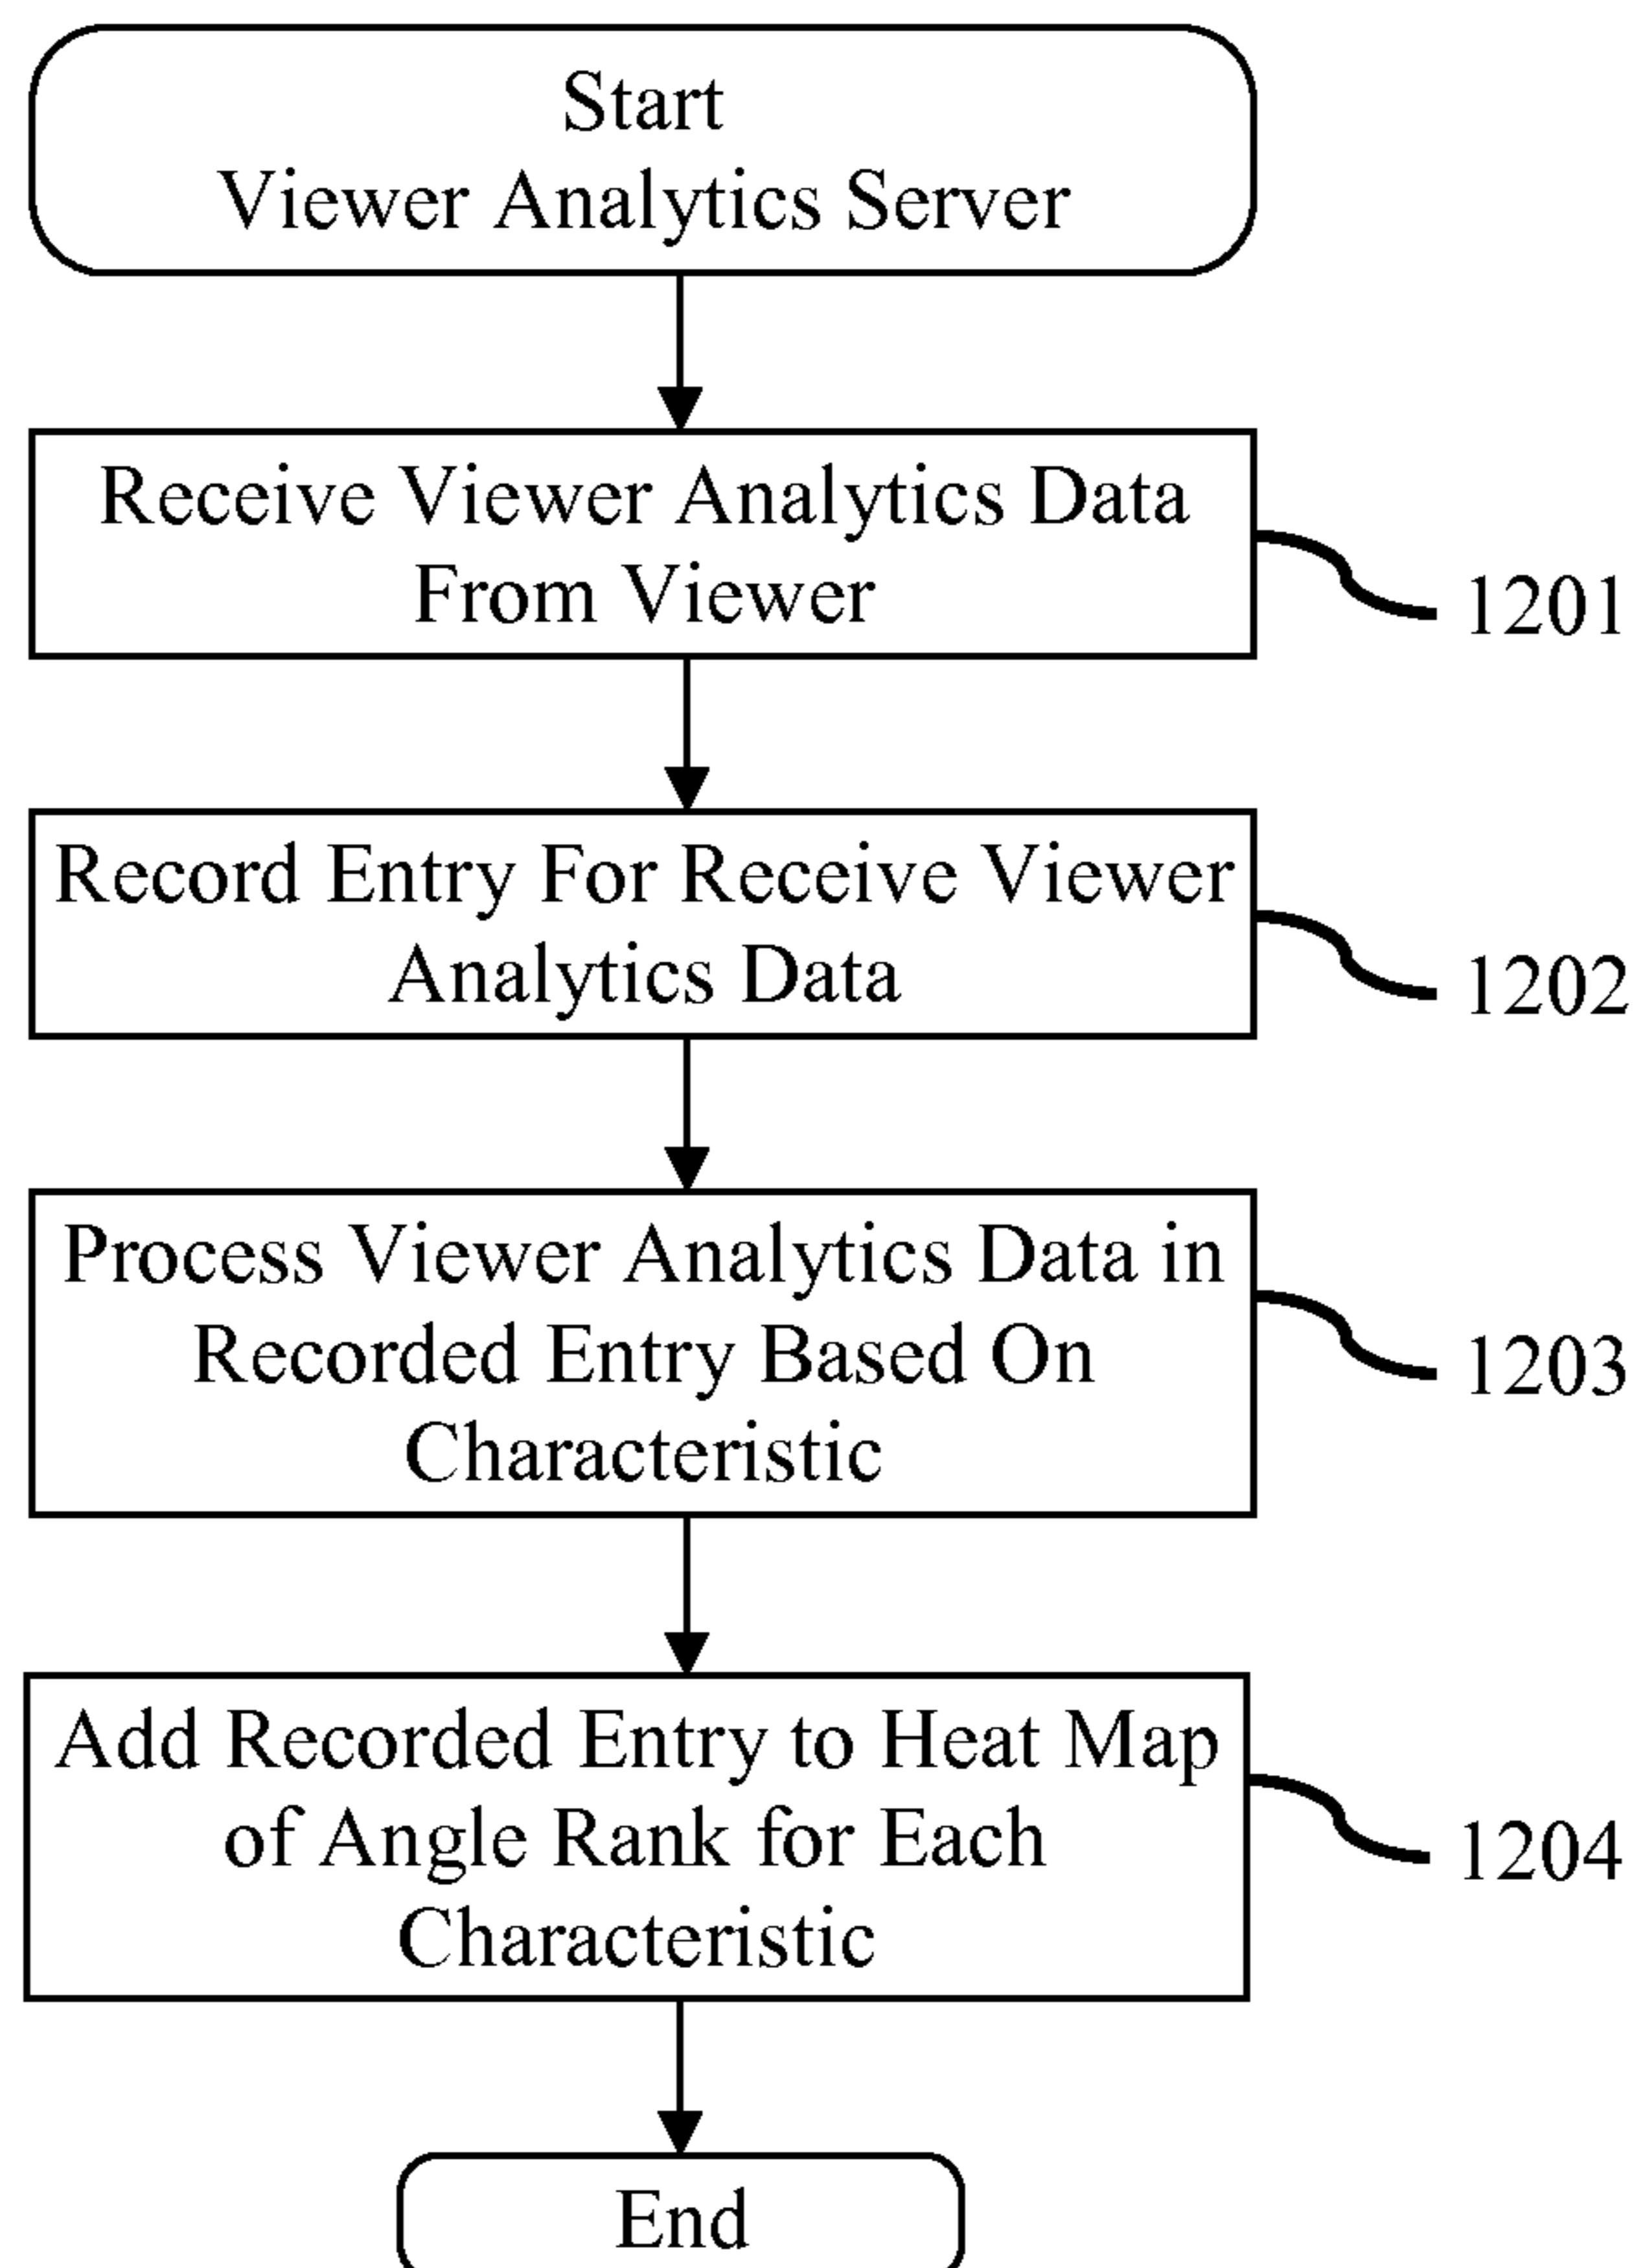 Start
Viewer Analytics Server
Receive Viewer Analytics Data
From Viewer
1201
Record Entry For Receive Viewer
Analytics Data
1202
Process Viewer Analytics Data in
Recorded Entry Based On
Characteristic
1203
Add Recorded Entry to Heat Map
of Angle Rank for Each
Characteristic
1204
End